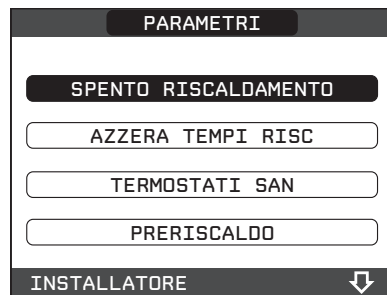 PARAMETRI
SPENTO RISCALDAMENTO
AZZERA TEMPI RISC
TERMOSTATI SAN
PRERISCALDO
INSTALLATORE